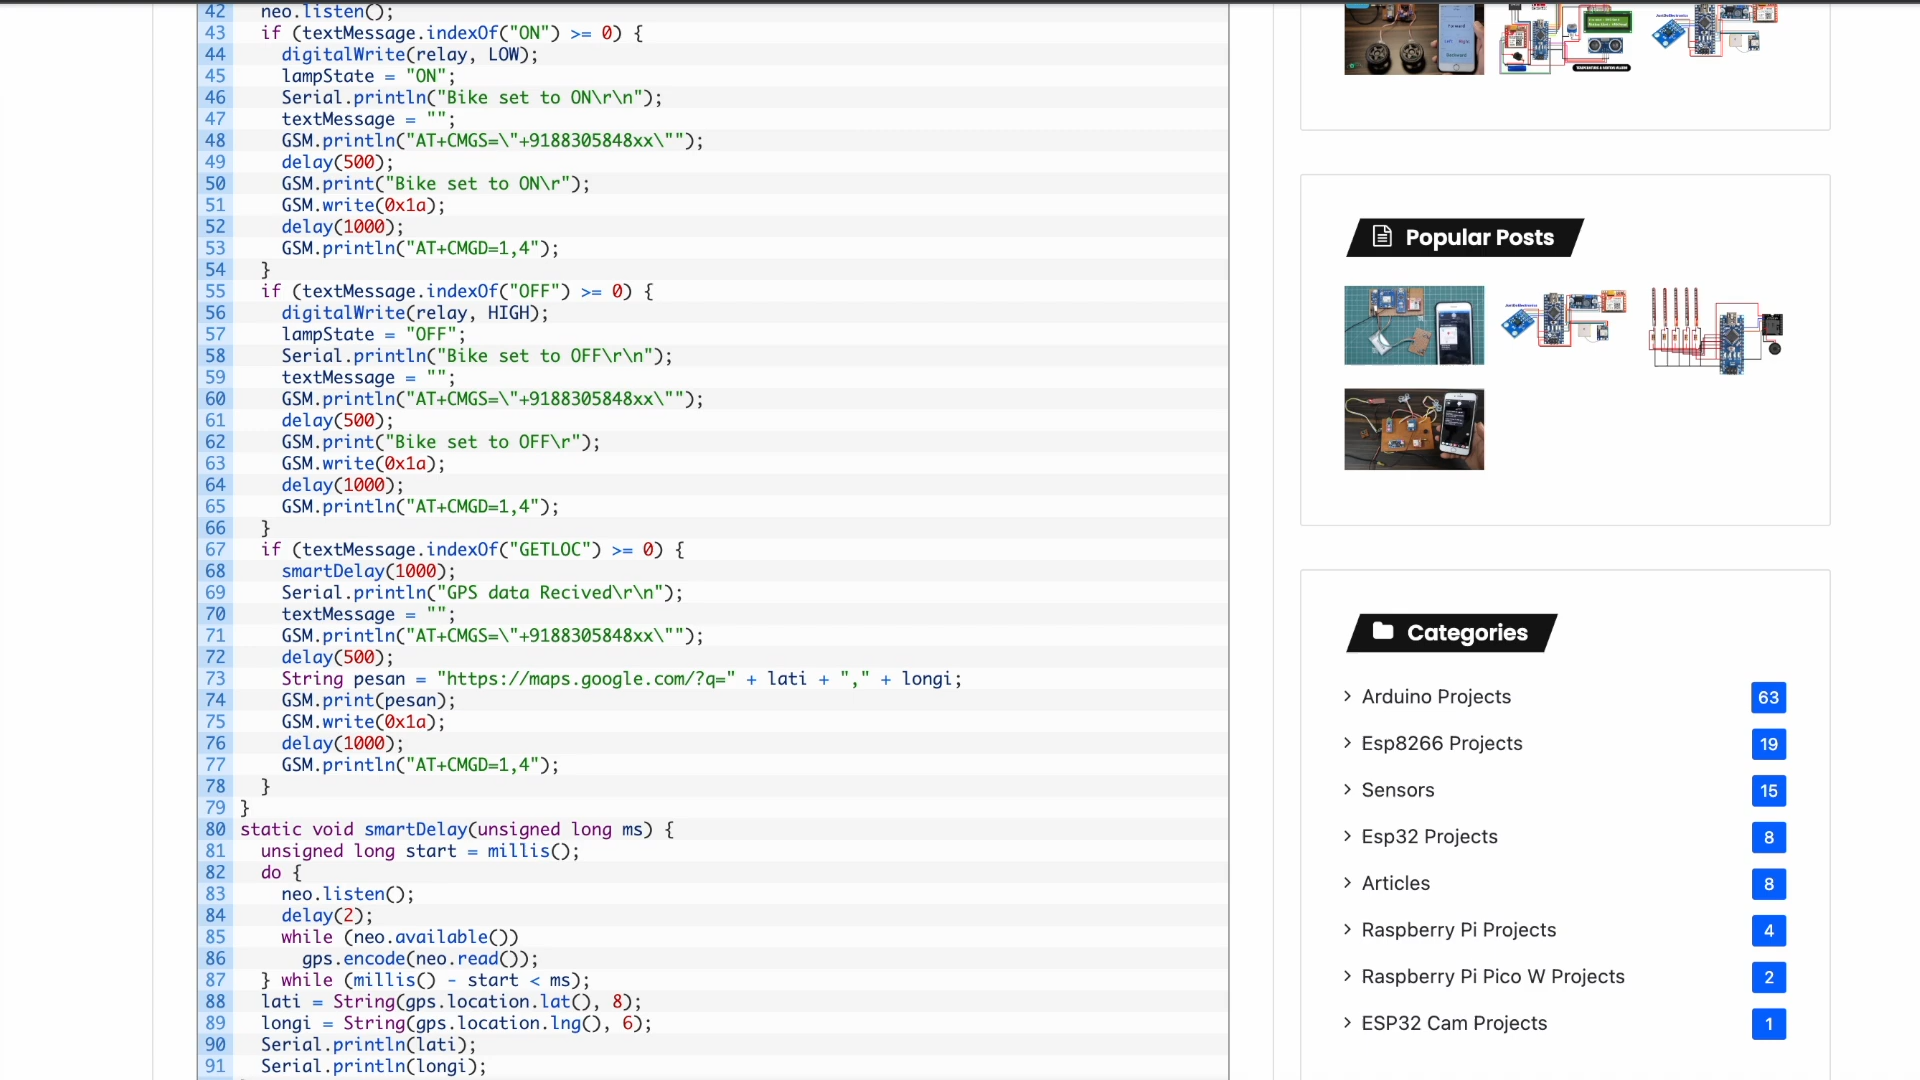 42 neo.listen();
43 if (textMessage.indexOf("ON") >= 0) {
44 digitalWrite(relay, LOW);
45 lampState = "ON";
46 Serial.println("Bike set to ON\r\n");
47 textMessage = "";
48 GSM.println("AT+CMGS=\"+9188305848xx\"");
49 delay(500);
50 GSM.print("Bike set to ON\r");
51 GSM.write(0x1a);
52 delay(1000);
53 GSM.println("AT+CMGD=1,4");
54 }
55 if (textMessage.indexOf("OFF") >= 0) {
56 digitalWrite(relay, HIGH);
57 lampState = "OFF";
58 Serial.println("Bike set to OFF\r\n");
59 textMessage = "";
60 GSM.println("AT+CMGS=\"+9188305848xx\"");
61 delay(500);
62 GSM.print("Bike set to OFF\r");
63 GSM.write(0x1a);
64 delay(1000);
65 GSM.println("AT+CMGD=1,4");
66 }
67 if (textMessage.indexOf("GETLOC") >= 0) {
68 smartDelay(1000);
69 Serial.println("GPS data Recived\r\n");
70 textMessage = "";
71 GSM.println("AT+CMGS=\"+9188305848xx\"");
72 delay(500);
73 String pesan = "https://maps.google.com/?q=" + lati + "," + longi;
74 GSM.print(pesan);
75 GSM.write(0x1a);
76 delay(1000);
77 GSM.println("AT+CMGD=1,4");
78 }
79 }
80 static void smartDelay(unsigned long ms) {
81 unsigned long start = millis();
82 do {
83 neo.listen();
84 delay(2);
85 while (neo.available())
86 gps.encode(neo.read());
87 } while (millis() - start < ms);
88 lati = String(gps.location.lat(), 8);
89 longi = String(gps.location.lng(), 6);
90 Serial.println(lati);
91 Serial.println(longi);
Popular Posts
Categories
Arduino Projects 63
Esp8266 Projects 19
Sensors 15
Esp32 Projects 8
Articles 8
Raspberry Pi Projects 4
Raspberry Pi Pico W Projects 2
ESP32 Cam Projects 1